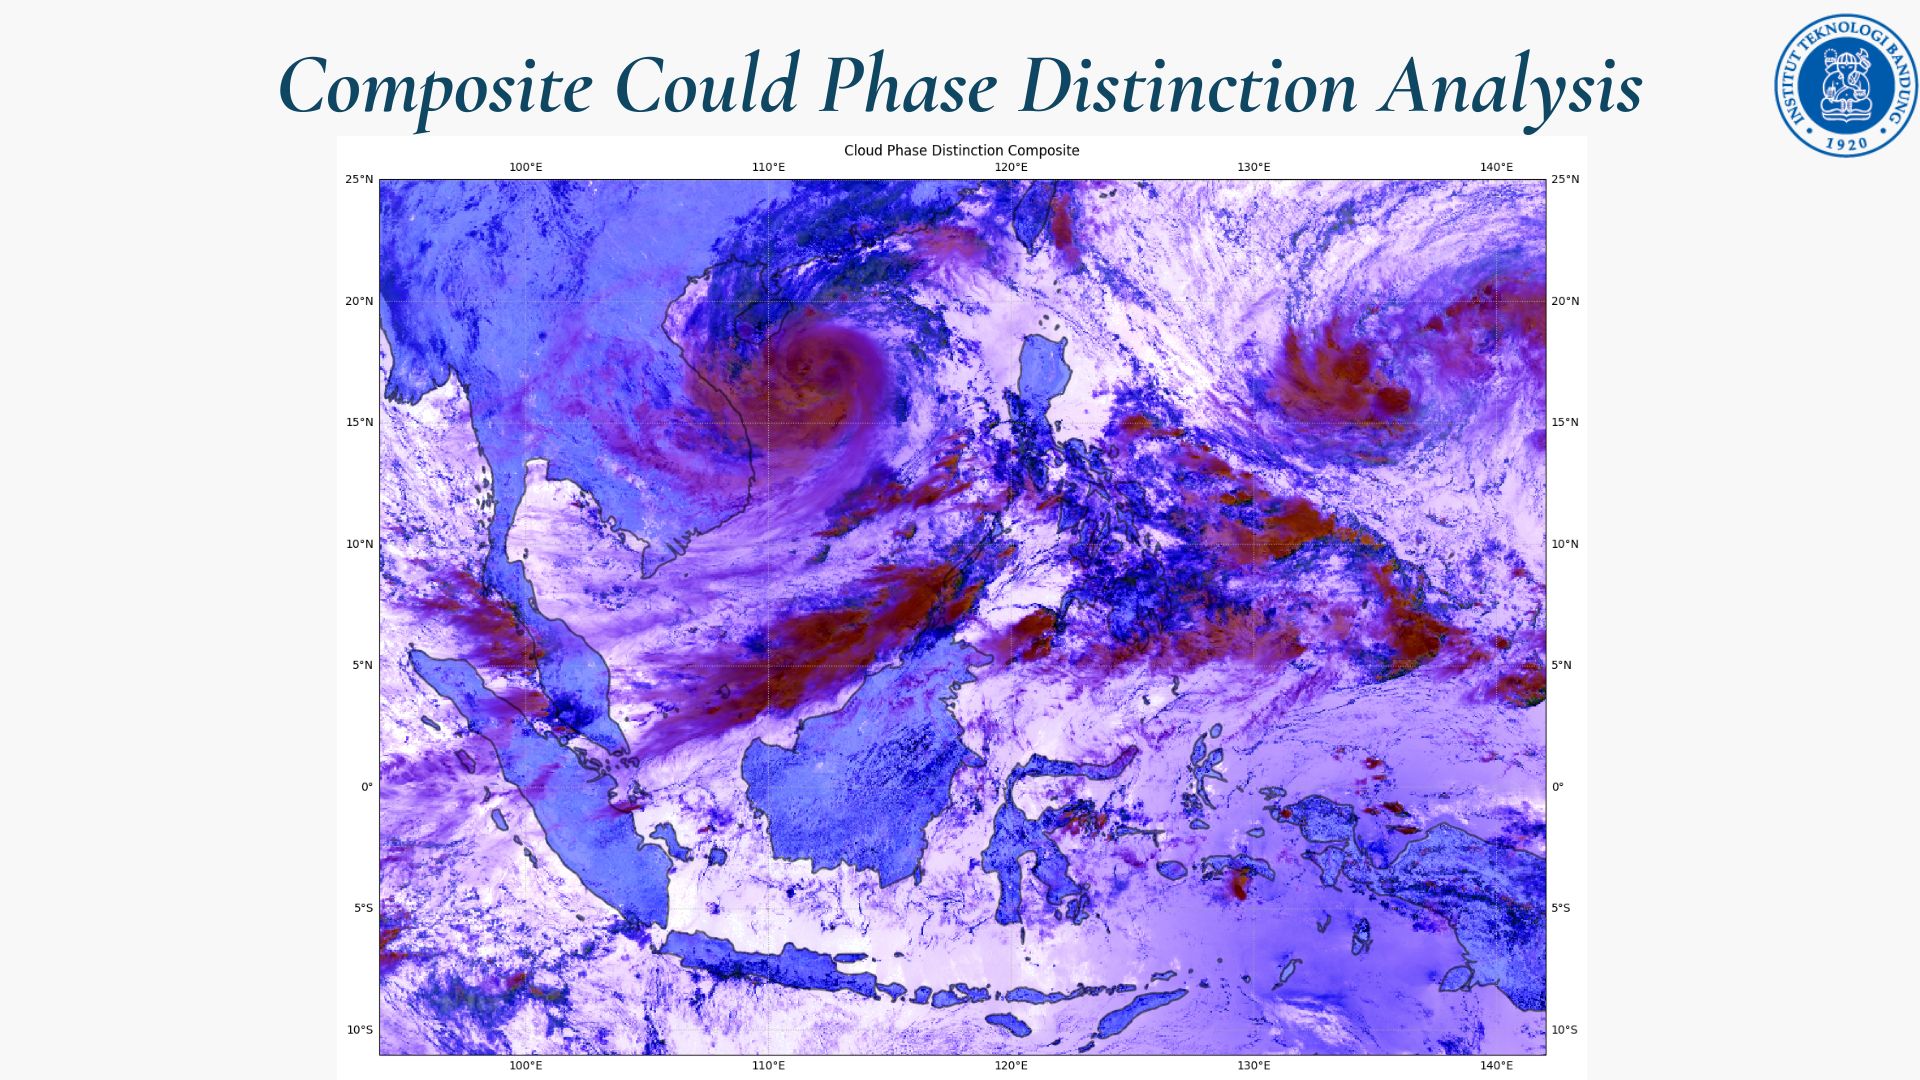 Composite Could Phase Distinction Analysis
INSTITUT TEKNOLOGI BANDUNG
1920
Cloud Phase Distinction Composite
100°E 110°E 120°E 130°E 140°E
25°N 25°N
20°N 20°N
15°N 15°N
10°N 10°N
5°N 5°N
0° 0°
5°S 5°S
10°S 10°S
100°E 110°E 120°E 130°E 140°E